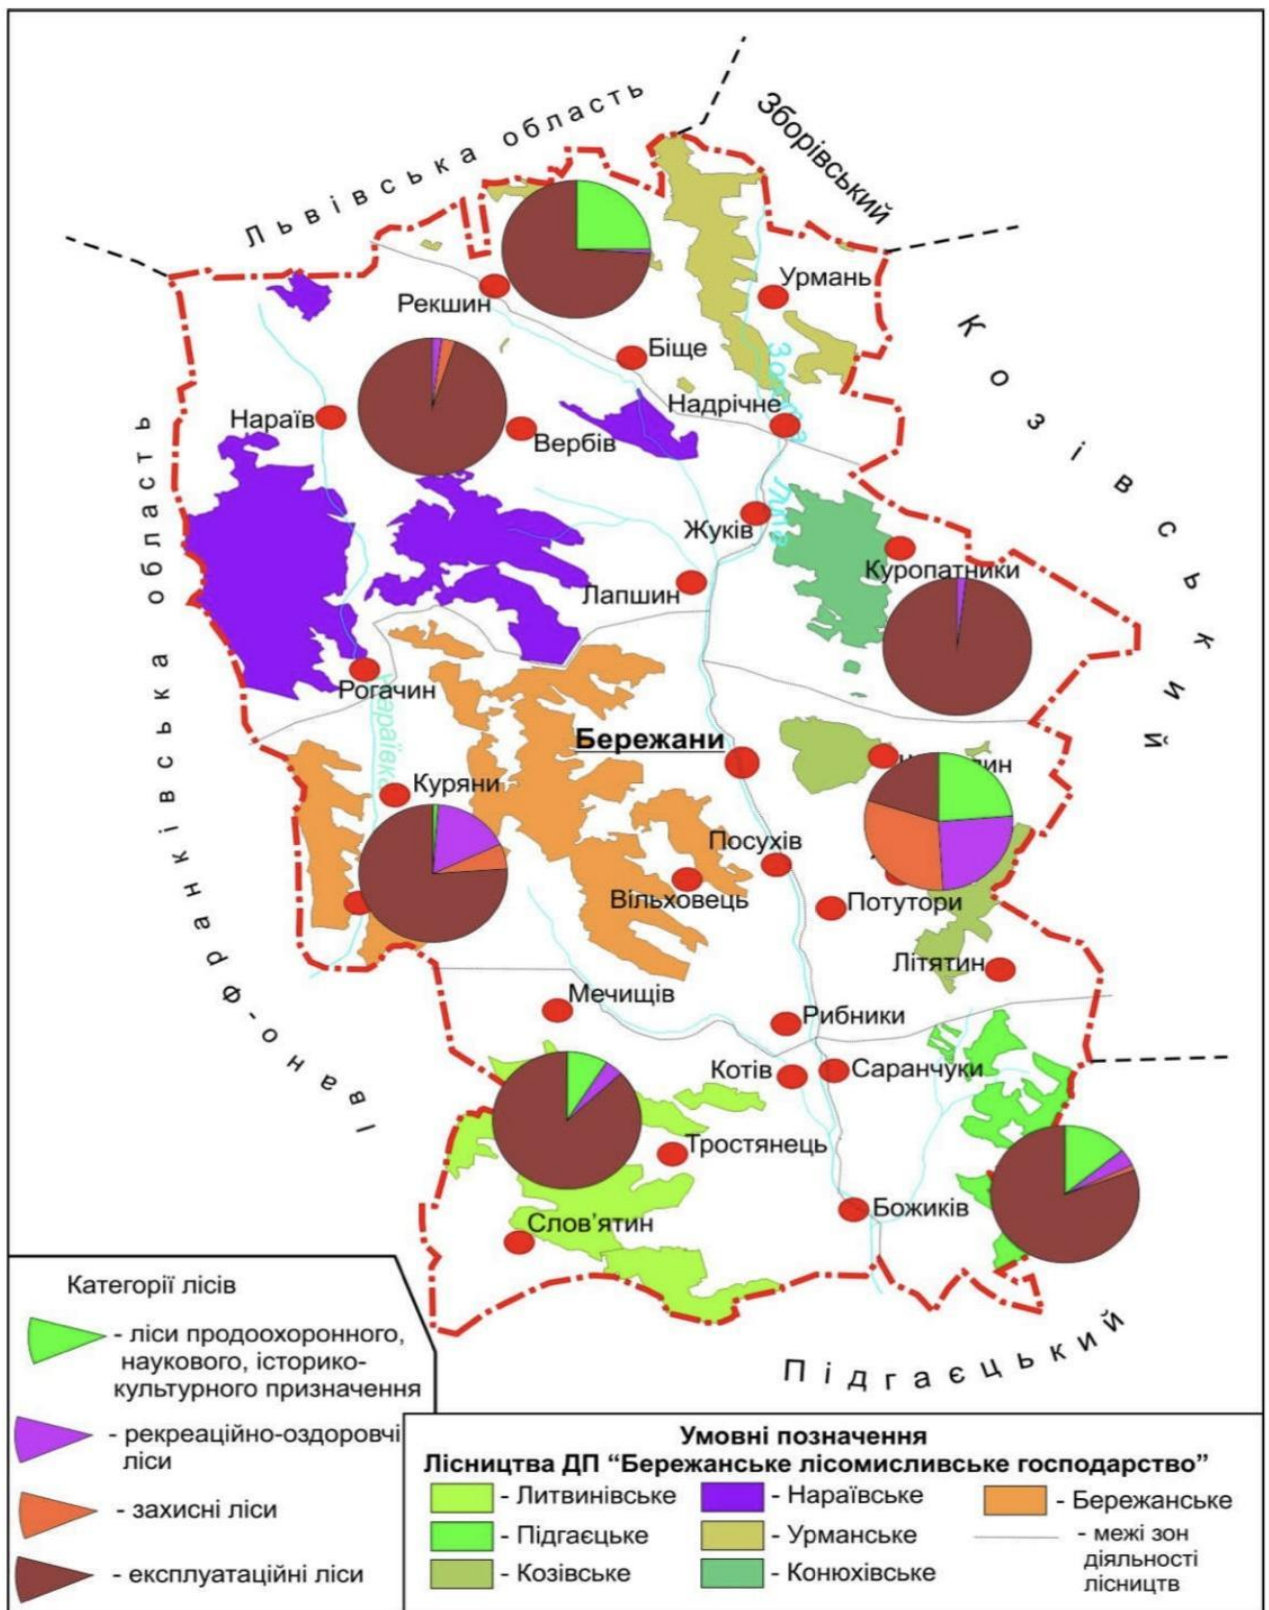 Львівська область
Зборівський
Козівський
Івано-Франківська область
Підгаєцький
Урмань
Рекшин
Біще
Надрічне
Нараїв
Вербів
Жуків
Куропатники
Лапшин
Рогачин
Бережани
Куряни
Посухів
Вільховець
Потутори
Літятин
Мечищів
Рибники
Котів
Саранчуки
Тростянець
Божиків
Слов’ятин
Золота
Липа
Нараївка
Категорії лісів
- ліси продоохоронного,
наукового, історико-
культурного призначення
- рекреаційно-оздоровчі
ліси
- захисні ліси
- експлуатаційні ліси
Умовні позначення
Лісництва ДП “Бережанське лісомисливське господарство”
- Литвинівське
- Нараївське
- Бережанське
- Підгаєцьке
- Урманське
- межі зон
діяльності
лісництв
- Козівське
- Конюхівське